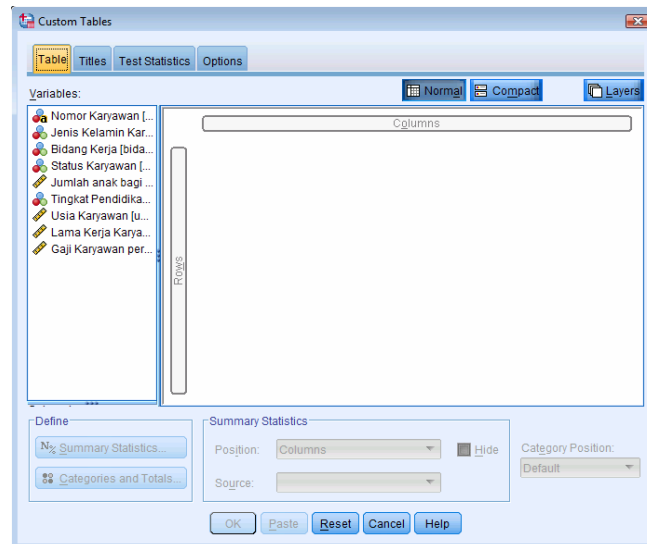 Custom Tables
Table Titles Test Statistics Options
Variables: Normal Compact Layers
Nomor Karyawan [...
Jenis Kelamin Kar...
Bidang Kerja [bida...
Status Karyawan [...
Jumlah anak bagi ...
Tingkat Pendidika...
Usia Karyawan [u...
Lama Kerja Karya...
Gaji Karyawan per...
Columns
Rows
Define
N% Summary Statistics...
Categories and Totals...
Summary Statistics
Position: Columns Hide
Source:
Category Position:
Default
OK Paste Reset Cancel Help